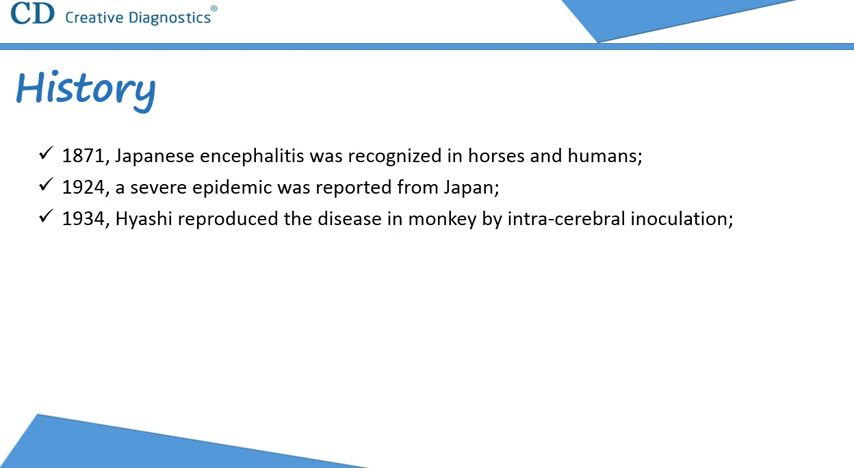 CD Creative Diagnostics®
History
✓ 1871, Japanese encephalitis was recognized in horses and humans;
✓ 1924, a severe epidemic was reported from Japan;
✓ 1934, Hyashi reproduced the disease in monkey by intra-cerebral inoculation;